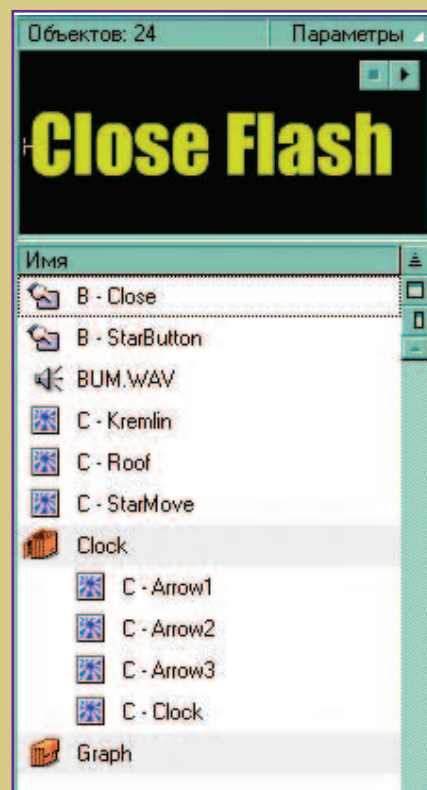 Объектов: 24 Параметры
Close Flash
Имя
B - Close
B - StarButton
BUM.WAV
C - Kremlin
C - Roof
C - StarMove
Clock
C - Arrow1
C - Arrow2
C - Arrow3
C - Clock
Graph